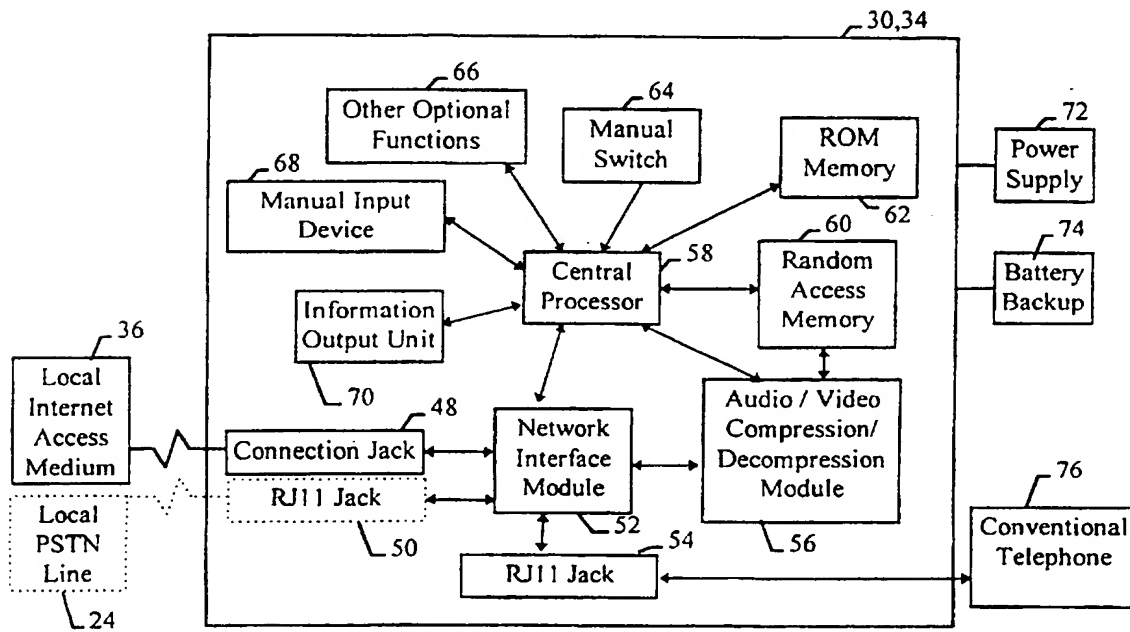 30,34
66
Other Optional
Functions
64
Manual
Switch
ROM
Memory
62
72
Power
Supply
68
Manual Input
Device
60
Random
Access
Memory
58
Central
Processor
74
Battery
Backup
Information
Output Unit
70
36
Local
Internet
Access
Medium
48
Connection Jack
Network
Interface
Module
52
Audio / Video
Compression/
Decompression
Module
56
RJ11 Jack
50
Local
PSTN
Line
24
54
RJ11 Jack
76
Conventional
Telephone